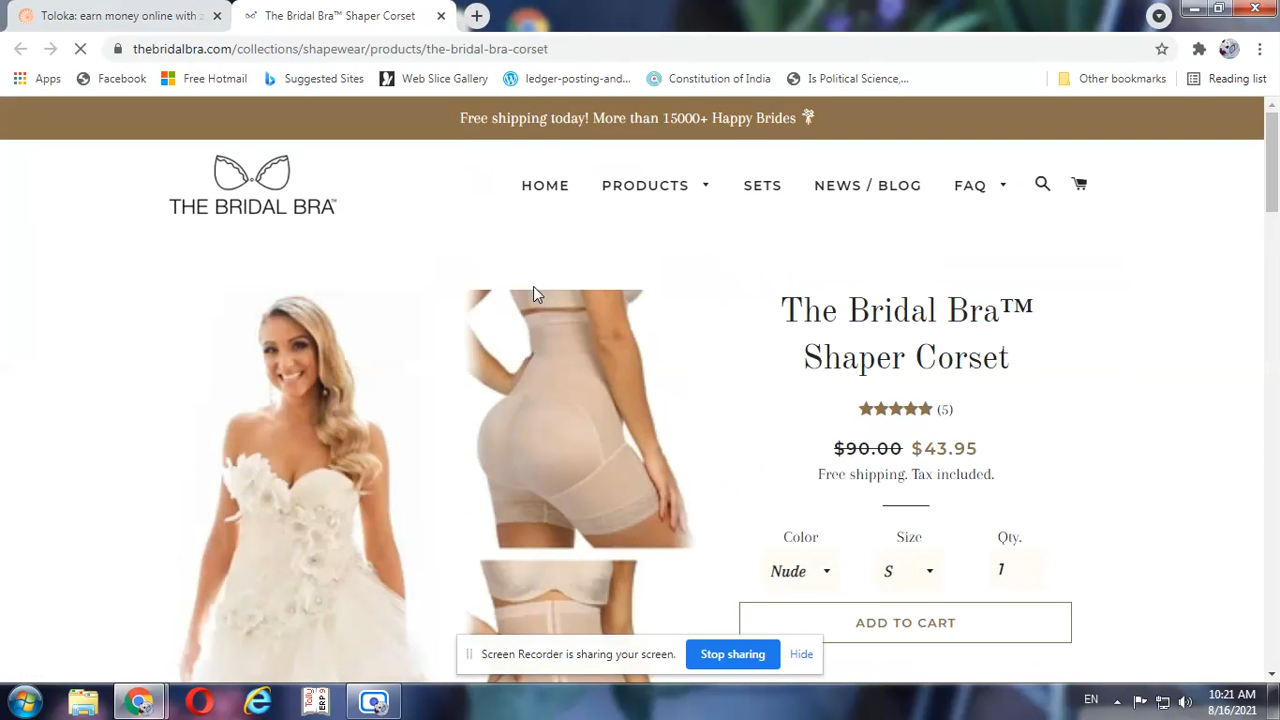 Toloka: earn money online with a
The Bridal Bra™ Shaper Corset
thebridalbra.com/collections/shapewear/products/the-bridal-bra-corset
Apps
Facebook
Free Hotmail
Suggested Sites
Web Slice Gallery
ledger-posting-and...
Constitution of India
Is Political Science,...
Other bookmarks
Reading list
Free shipping today! More than 15000+ Happy Brides
THE BRIDAL BRA™
HOME
PRODUCTS
SETS
NEWS / BLOG
FAQ
The Bridal Bra™
Shaper Corset
(5)
$90.00 $43.95
Free shipping. Tax included.
Color
Size
Qty.
Nude
S
1
ADD TO CART
Screen Recorder is sharing your screen.
Stop sharing
Hide
EN
10:21 AM
8/16/2021